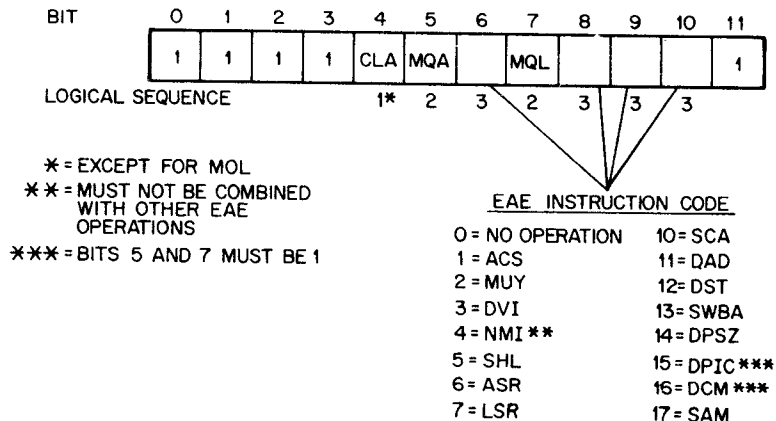 BIT 0 1 2 3 4 5 6 7 8 9 10 11
1 1 1 1 CLA MQA MQL 1
LOGICAL SEQUENCE 1* 2 3 2 3 3 3
* = EXCEPT FOR MOL
** = MUST NOT BE COMBINED
WITH OTHER EAE
OPERATIONS
*** = BITS 5 AND 7 MUST BE 1
EAE INSTRUCTION CODE
0 = NO OPERATION 10 = SCA
1 = ACS 11 = DAD
2 = MUY 12 = DST
3 = DVI 13 = SWBA
4 = NMI ** 14 = DPSZ
5 = SHL 15 = DPIC ***
6 = ASR 16 = DCM ***
7 = LSR 17 = SAM